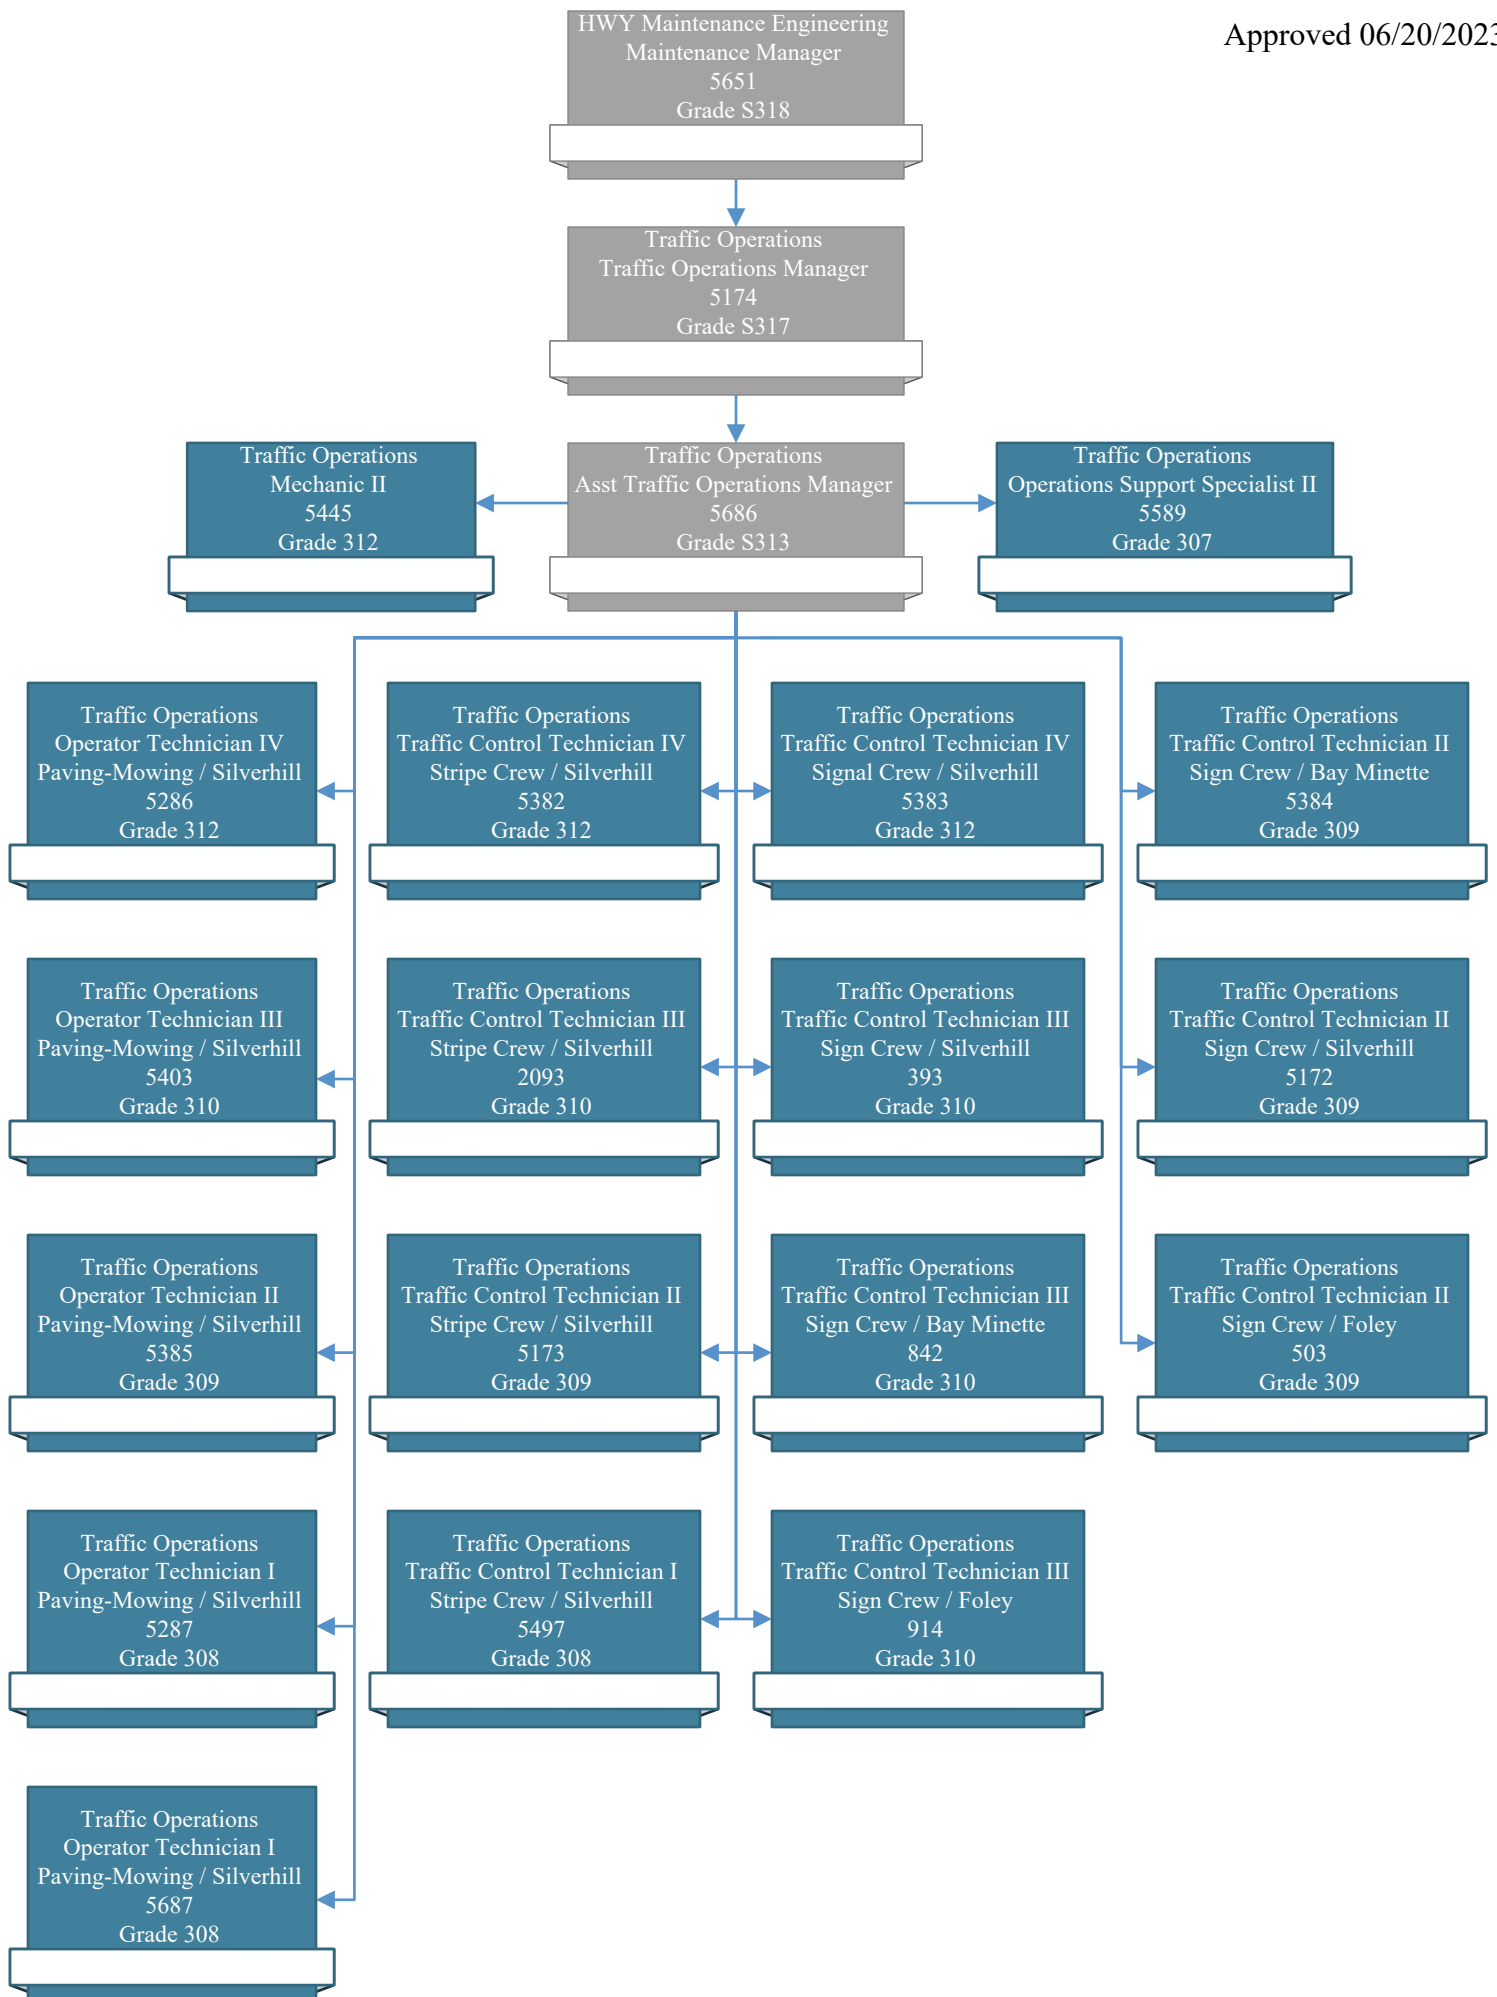 HWY Maintenance Engineering
Maintenance Manager
5651
Grade S318
Approved 06/20/2023
Traffic Operations
Traffic Operations Manager
5174
Grade S317
Traffic Operations
Mechanic II
5445
Grade 312
Traffic Operations
Asst Traffic Operations Manager
5686
Grade S313
Traffic Operations
Operations Support Specialist II
5589
Grade 307
Traffic Operations
Operator Technician IV
Paving-Mowing / Silverhill
5286
Grade 312
Traffic Operations
Traffic Control Technician IV
Stripe Crew / Silverhill
5382
Grade 312
Traffic Operations
Traffic Control Technician IV
Signal Crew / Silverhill
5383
Grade 312
Traffic Operations
Traffic Control Technician II
Sign Crew / Bay Minette
5384
Grade 309
Traffic Operations
Operator Technician III
Paving-Mowing / Silverhill
5403
Grade 310
Traffic Operations
Traffic Control Technician III
Stripe Crew / Silverhill
2093
Grade 310
Traffic Operations
Traffic Control Technician III
Sign Crew / Silverhill
393
Grade 310
Traffic Operations
Traffic Control Technician II
Sign Crew / Silverhill
5172
Grade 309
Traffic Operations
Operator Technician II
Paving-Mowing / Silverhill
5385
Grade 309
Traffic Operations
Traffic Control Technician II
Stripe Crew / Silverhill
5173
Grade 309
Traffic Operations
Traffic Control Technician III
Sign Crew / Bay Minette
842
Grade 310
Traffic Operations
Traffic Control Technician II
Sign Crew / Foley
503
Grade 309
Traffic Operations
Operator Technician I
Paving-Mowing / Silverhill
5287
Grade 308
Traffic Operations
Traffic Control Technician I
Stripe Crew / Silverhill
5497
Grade 308
Traffic Operations
Traffic Control Technician III
Sign Crew / Foley
914
Grade 310
Traffic Operations
Operator Technician I
Paving-Mowing / Silverhill
5687
Grade 308